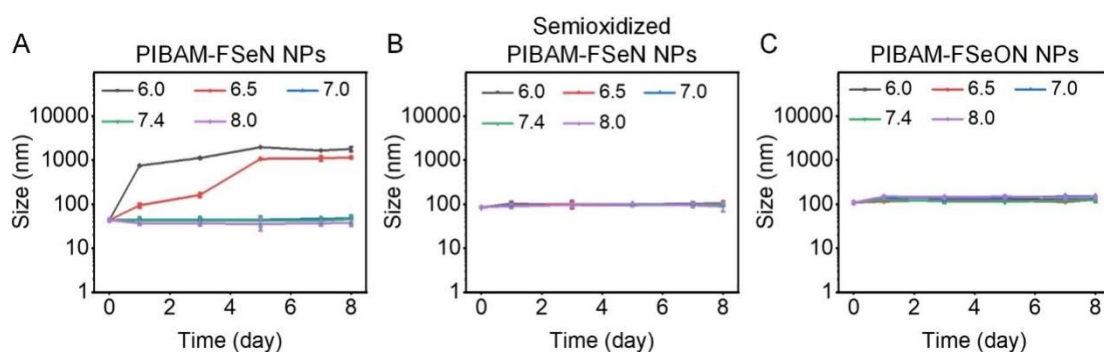 A
PIBAM-FSeN NPs
Size (nm)
10000
1000
100
10
1
6.0 6.5 7.0
7.4 8.0
0 2 4 6 8
Time (day)
B
Semioxidized
PIBAM-FSeN NPs
Size (nm)
10000
1000
100
10
1
6.0 6.5 7.0
7.4 8.0
0 2 4 6 8
Time (day)
C
PIBAM-FSeON NPs
Size (nm)
10000
1000
100
10
1
6.0 6.5 7.0
7.4 8.0
0 2 4 6 8
Time (day)